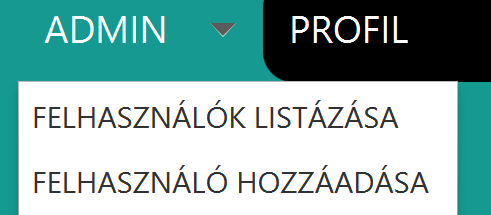 ADMIN PROFIL
FELHASZNÁLÓK LISTÁZÁSA
FELHASZNÁLÓ HOZZÁADÁSA